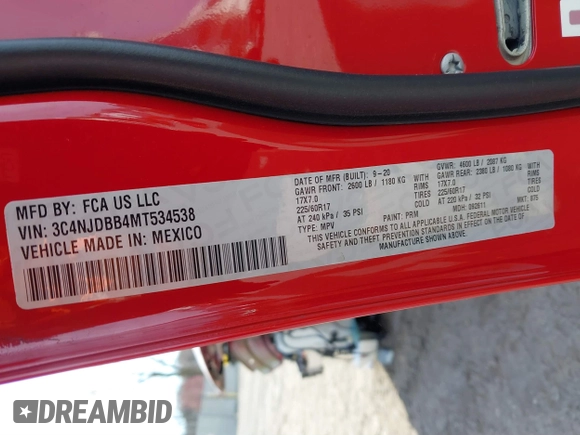 MFD BY: FCA US LLC
VIN: 3C4NJDBB4MT534538
VEHICLE MADE IN: MEXICO
DATE OF MFR (BUILT): 9-20
GAWR FRONT: 2600 LB / 1180 KG WITH
17X7.0 RIMS
225/60R17 TIRES
AT 240 kPa / 35 PSI
TYPE: MPV PAINT: PRM
GVWR: 4600 LB / 2087 KG
GAWR REAR: 2380 LB / 1080 KG WITH
17X7.0 RIMS
225/60R17 TIRES
AT 220 kPa / 32 PSI
MDH: 092611 MKT: BTS
THIS VEHICLE CONFORMS TO ALL APPLICABLE U.S.A. FEDERAL MOTOR VEHICLE
AND THEFT PREVENTION STANDARDS IN EFFECT ON THE DATE OF MANUFACTURE SHOWN ABOVE.
DREAMBID